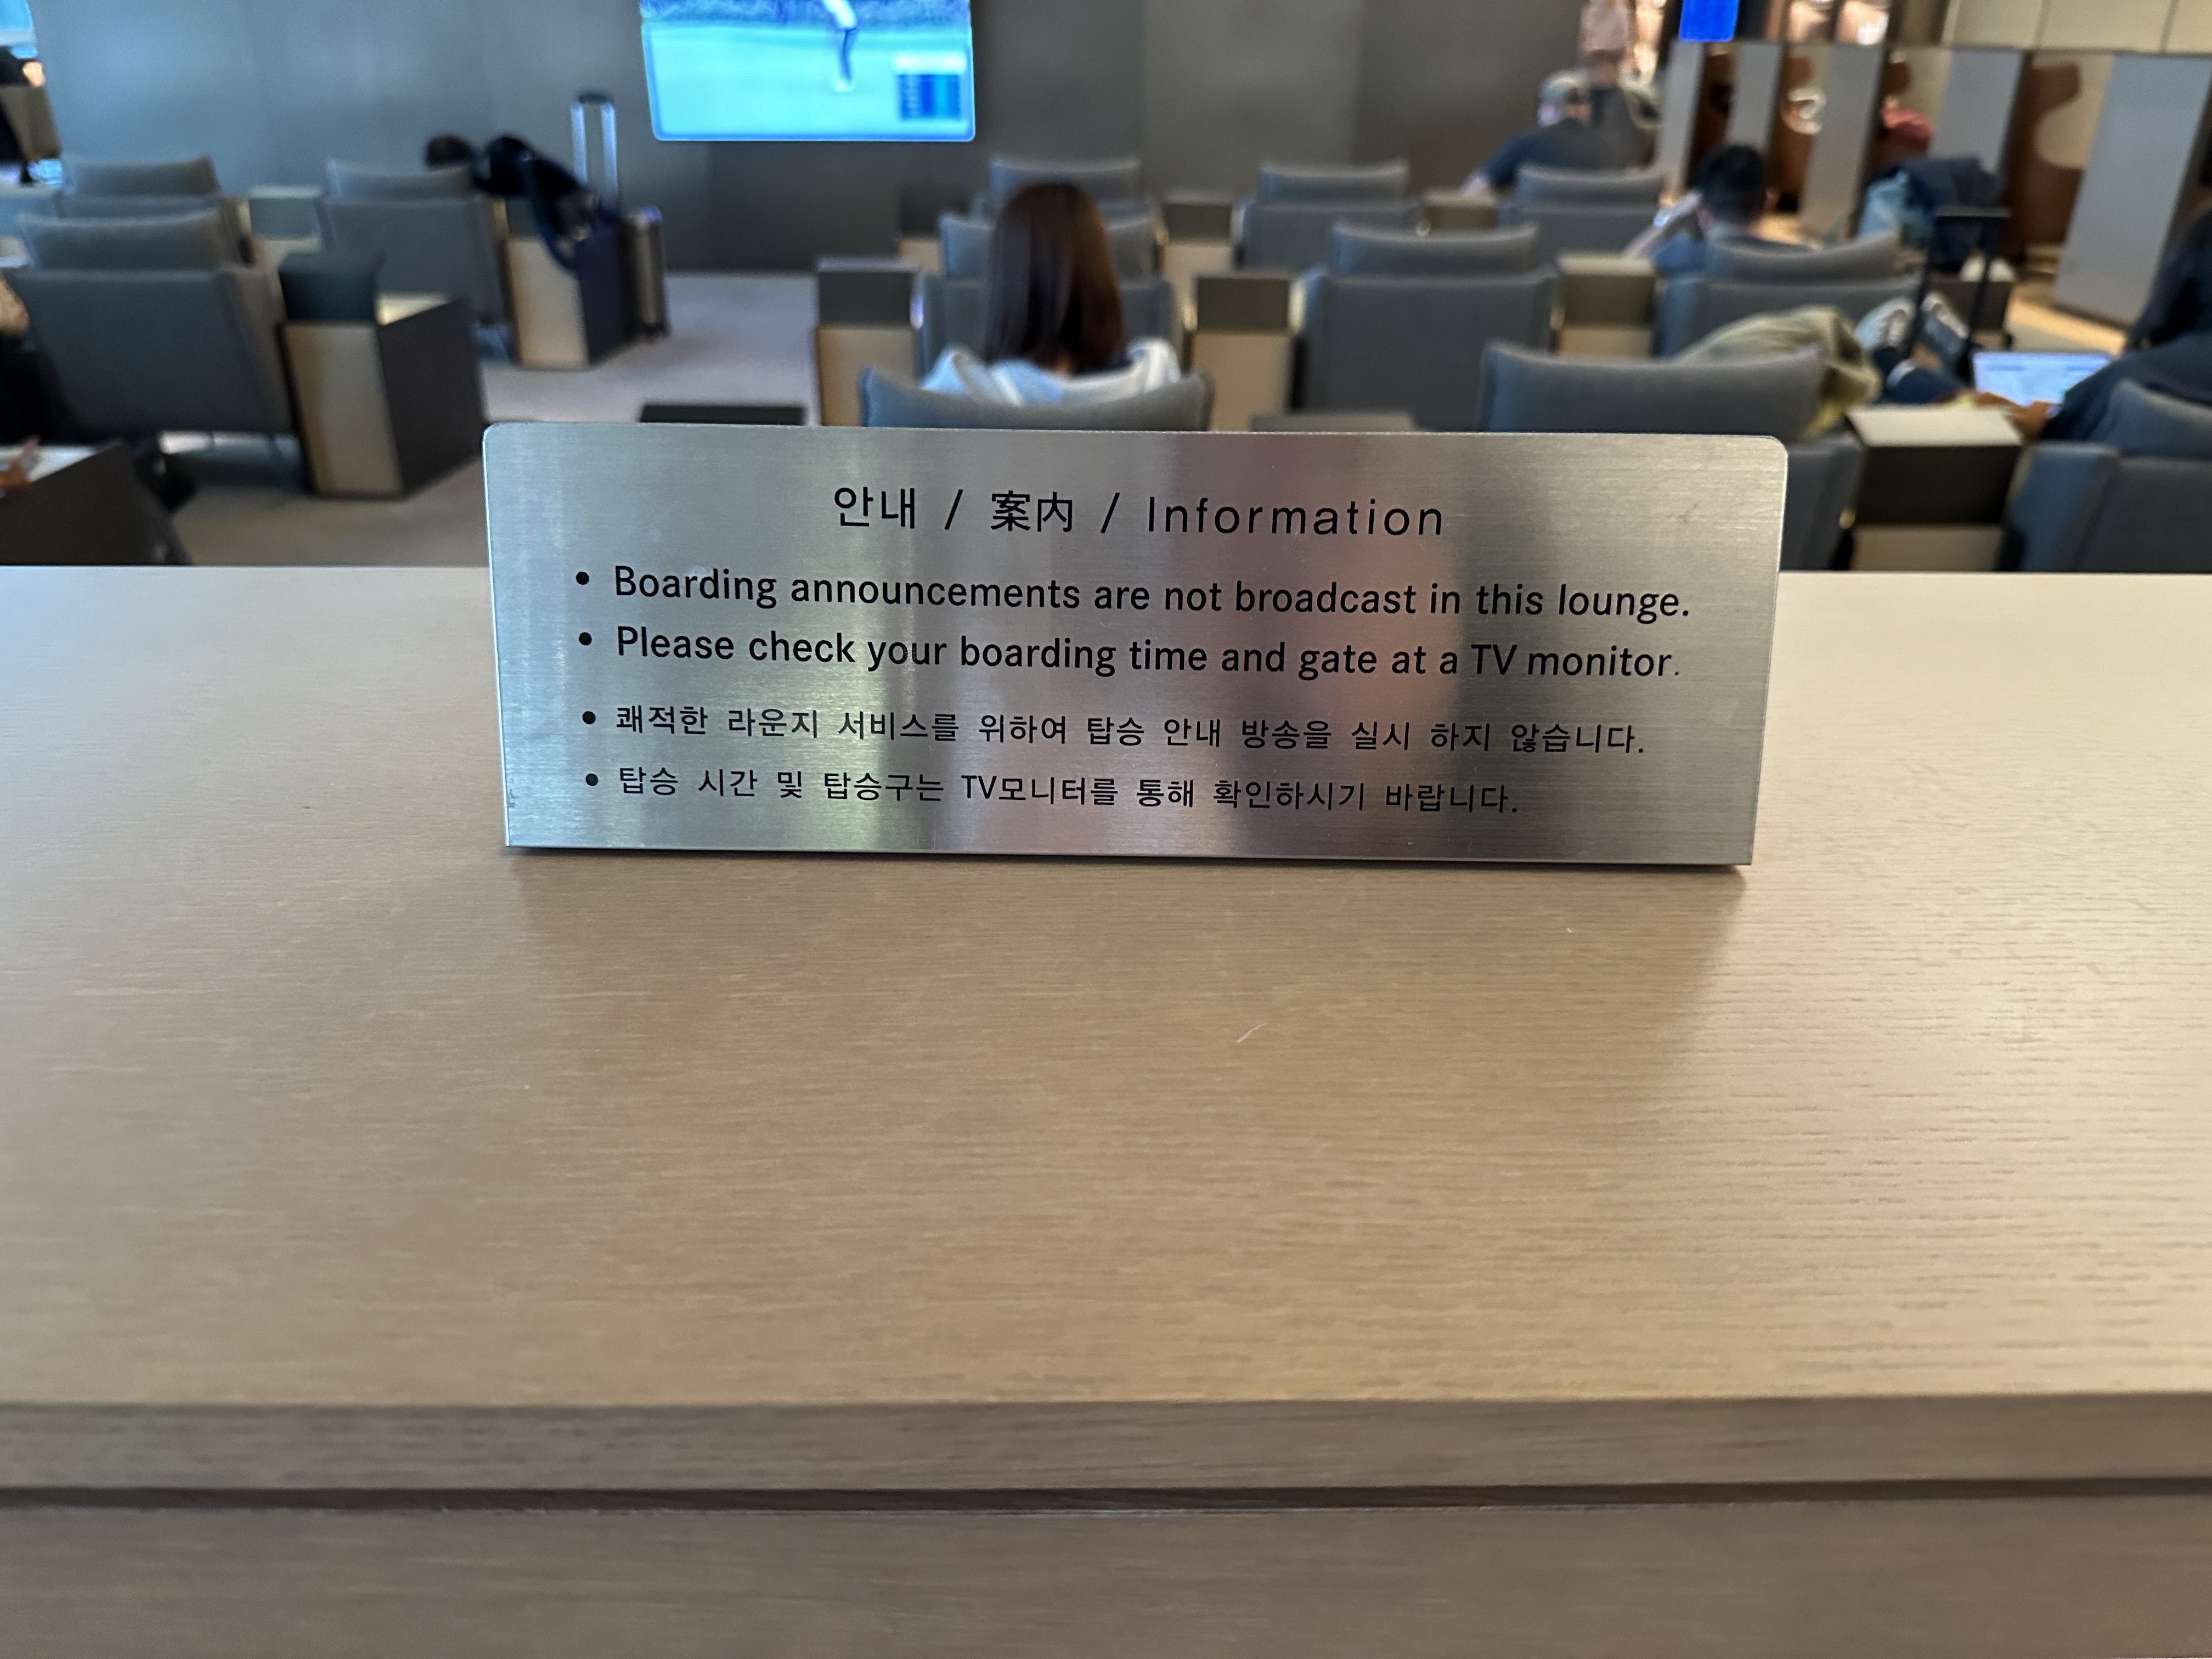 안내 / 案内 / Information
• Boarding announcements are not broadcast in this lounge.
• Please check your boarding time and gate at a TV monitor.
• 쾌적한 라운지 서비스를 위하여 탑승 안내 방송을 실시 하지 않습니다.
• 탑승 시간 및 탑승구는 TV모니터를 통해 확인하시기 바랍니다.